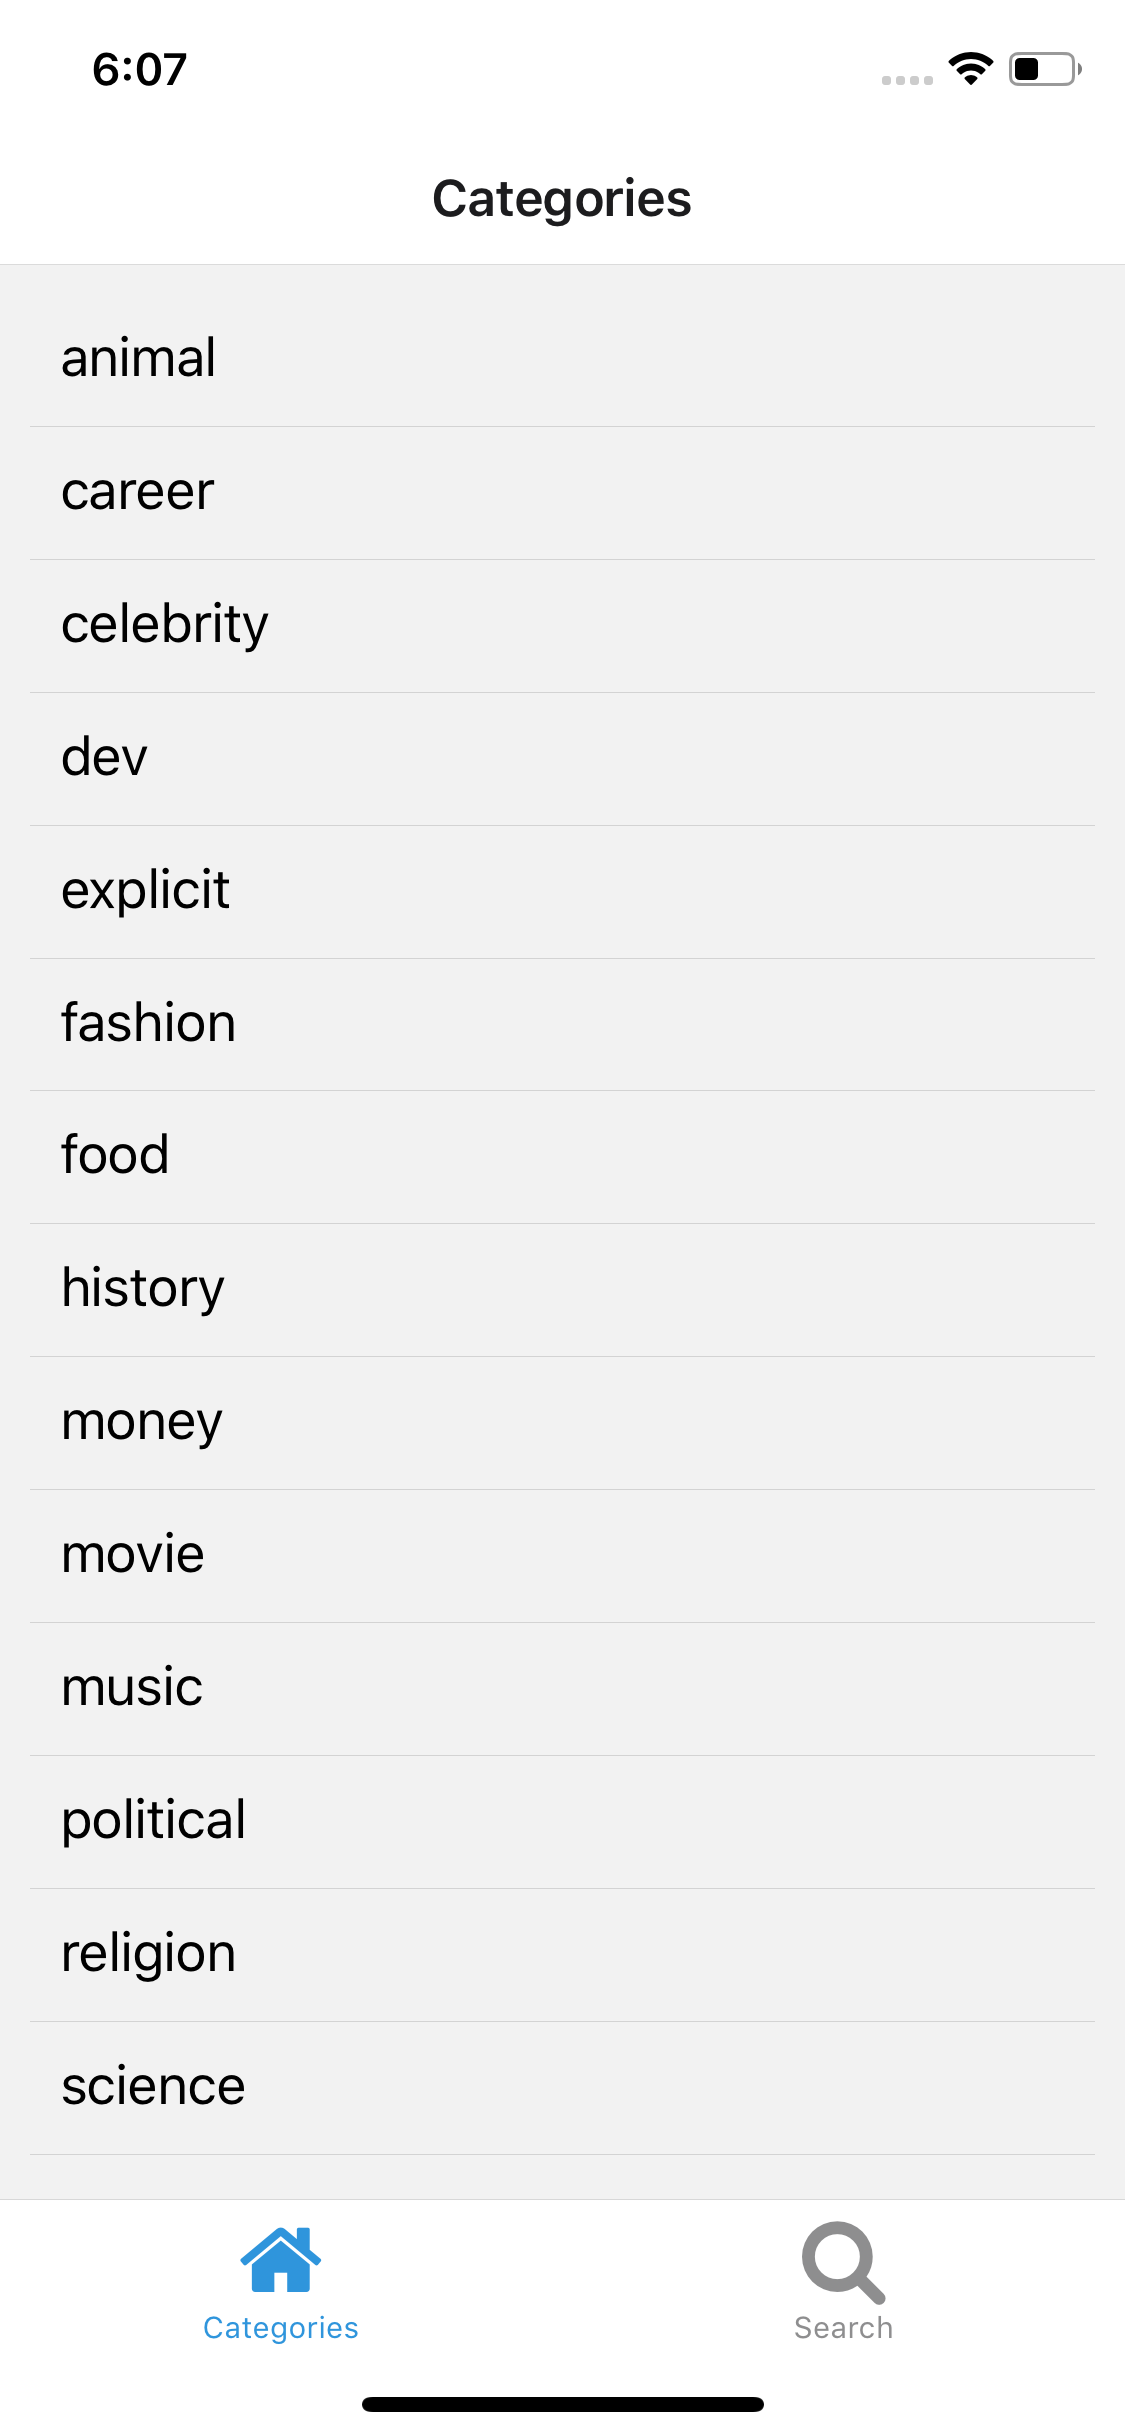 6:07
Categories
animal
career
celebrity
dev
explicit
fashion
food
history
money
movie
music
political
religion
science
Categories
Search